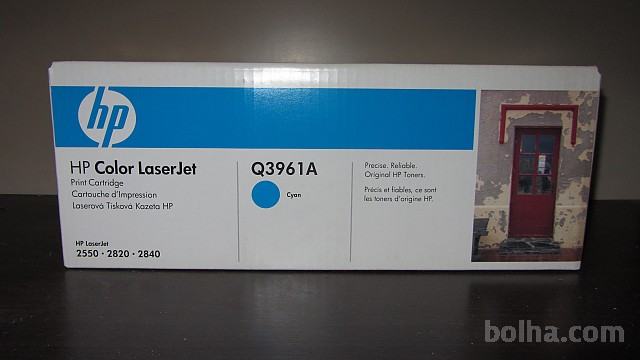 hp
HP Color LaserJet
Print Cartridge
Cartouche d'Impression
Laserová Tisková Kazeta HP
HP LaserJet
2550 • 2820 • 2840
Q3961A
Cyan
Precise. Reliable.
Original HP Toners.
Précis et fiables, ce sont
les toners d'origine HP.
bolha.com